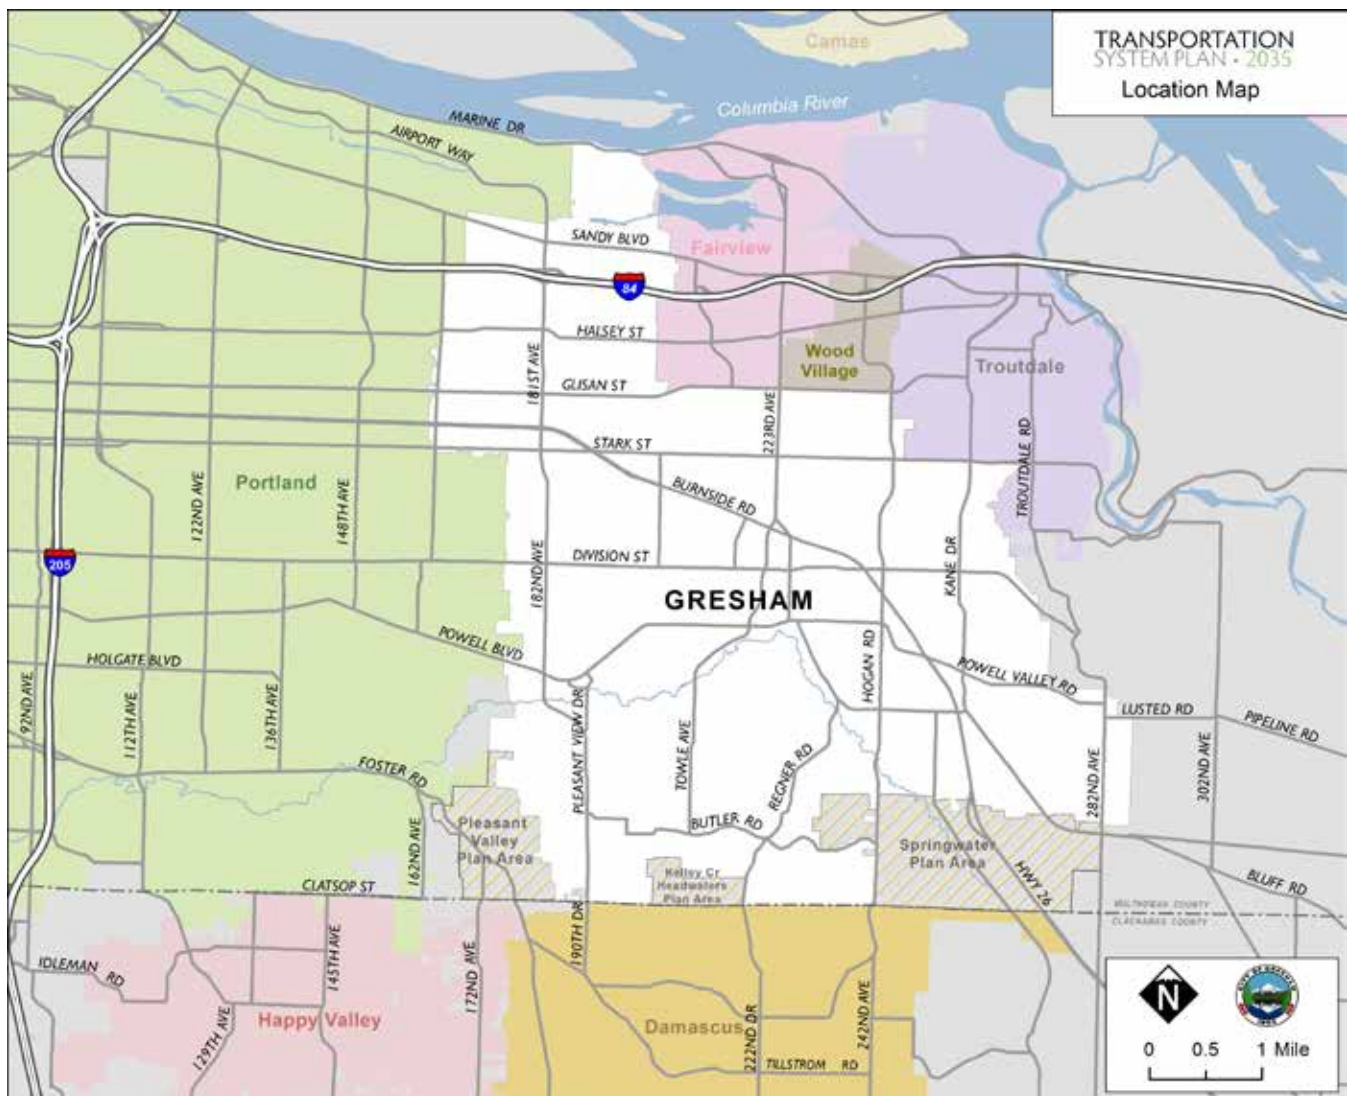 TRANSPORTATION
SYSTEM PLAN • 2035
Location Map
Camas
Columbia River
MARINE DR
AIRPORT WAY
SANDY BLVD
Fairview
84
HALSEY ST
Wood
Village
Troutdale
181ST AVE
GLISAN ST
223RD AVE
STARK ST
TROUTDALE RD
Portland
122ND AVE
148TH AVE
BURNSIDE RD
205
DIVISION ST
182ND AVE
KANE DR
GRESHAM
POWELL BLVD
HOGAN RD
HOLGATE BLVD
POWELL VALLEY RD
92ND AVE
112TH AVE
136TH AVE
PLEASANT VIEW DR
TOWLE AVE
REGNER RD
LUSTED RD
PIPELINE RD
FOSTER RD
282ND AVE
302ND AVE
BUTLER RD
Pleasant
Valley
Plan Area
Springwater
Plan Area
162ND AVE
Kelley Cr
Headwaters
Plan Area
HWY 26
BLUFF RD
CLATSOP ST
MULTNOMAH COUNTY
CLACKAMAS COUNTY
190TH DR
145TH AVE
172ND AVE
IDLEMAN RD
129TH AVE
Happy Valley
Damascus
222ND DR
242ND AVE
TILLSTROM RD
N
CITY OF GRESHAM
0 0.5 1 Mile